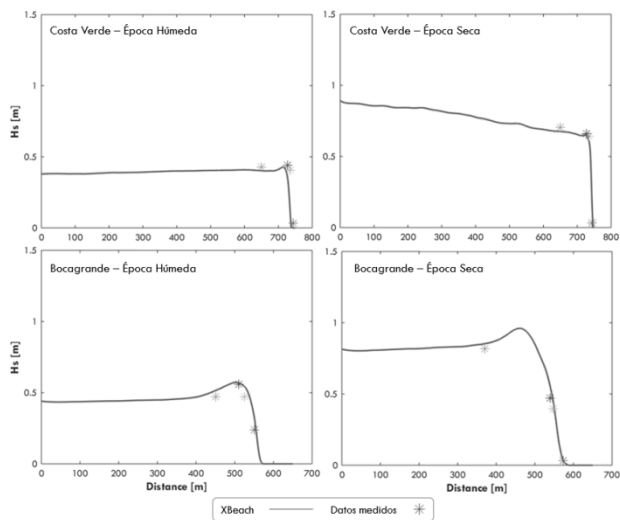 Costa Verde – Época Húmeda
Costa Verde – Época Seca
Hs [m]
1.5
1
0.5
0
0 100 200 300 400 500 600 700 800
1.5
1
0.5
0
0 100 200 300 400 500 600 700 800
Bocagrande – Época Húmeda
Bocagrande – Época Seca
Hs [m]
1.5
1
0.5
0
0 100 200 300 400 500 600 700
Distance [m]
1.5
1
0.5
0
0 100 200 300 400 500 600 700
Distance [m]
XBeach Datos medidos